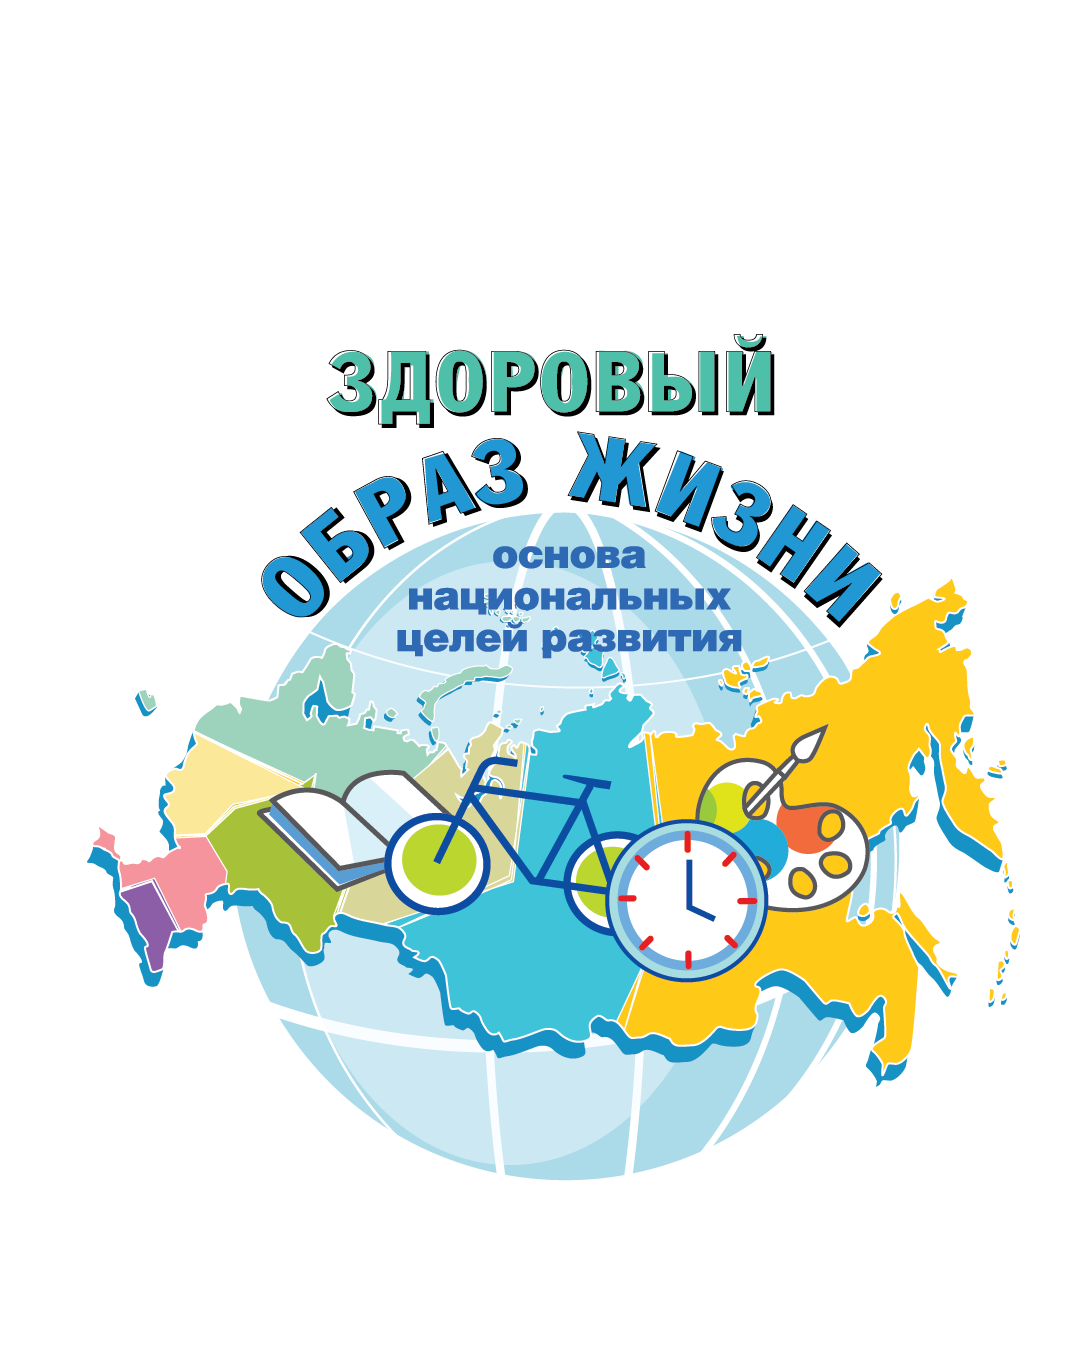 ЗДОРОВЫЙ
ОБРАЗ ЖИЗНИ
основа
национальных
целей развития